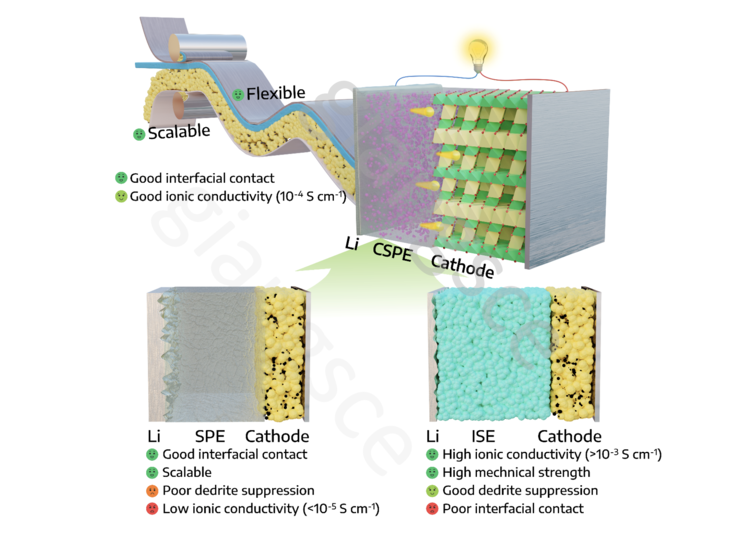 Flexible
Scalable
Good interfacial contact
Good ionic conductivity (10⁻⁴ S cm⁻¹)
Li CSPE Cathode
Li SPE Cathode
Good interfacial contact
Scalable
Poor dedrite suppression
Low ionic conductivity (<10⁻⁵ S cm⁻¹)
Li ISE Cathode
High ionic conductivity (>10⁻³ S cm⁻¹)
High mechnical strength
Good dedrite suppression
Poor interfacial contact